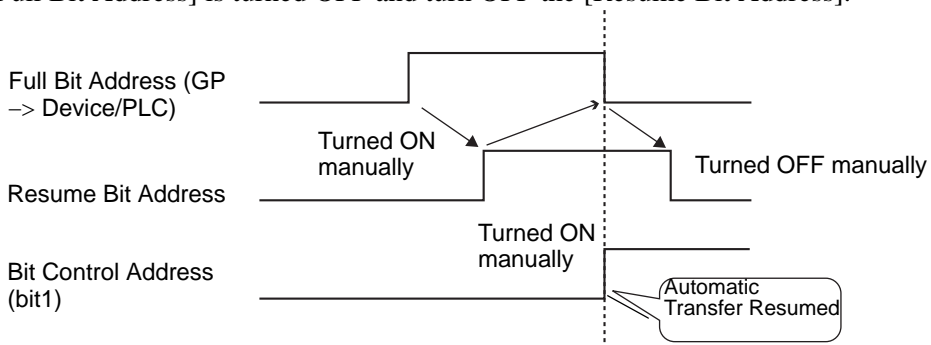 Full Bit Address] is turned OFF and turn OFF the [Resume Bit Address].
Full Bit Address (GP
–> Device/PLC)
Turned ON
manually
Turned OFF manually
Resume Bit Address
Turned ON
manually
Bit Control Address
(bit1)
Automatic
Transfer Resumed